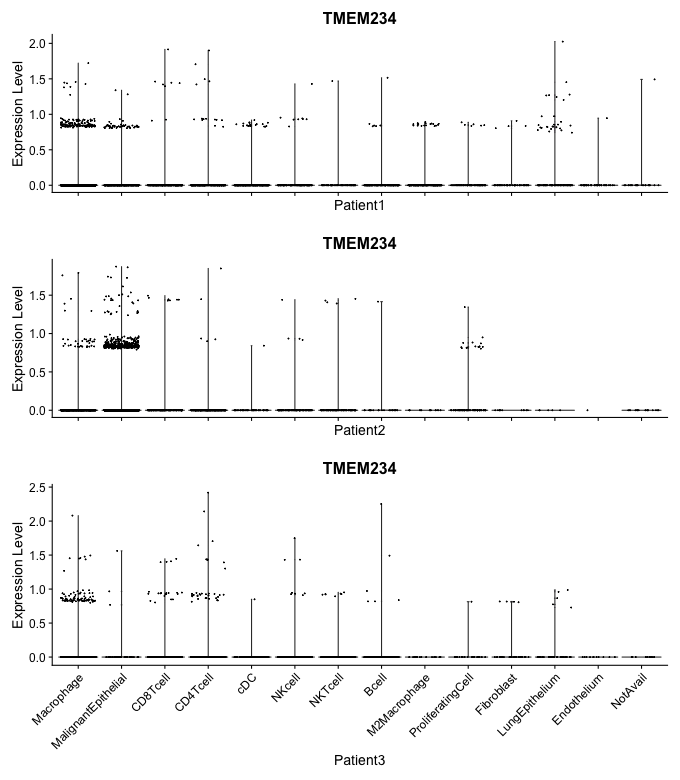 TMEM234
Expression Level
2.0
1.5
1.0
0.5
0.0
Patient1
TMEM234
Expression Level
1.5
1.0
0.5
0.0
Patient2
TMEM234
Expression Level
2.5
2.0
1.5
1.0
0.5
0.0
Macrophage
MalignantEpithelial
CD8Tcell
CD4Tcell
cDC
NKcell
NKTcell
Bcell
M2Macrophage
ProliferatingCell
Fibroblast
LungEpithelium
Endothelium
NotAvail
Patient3